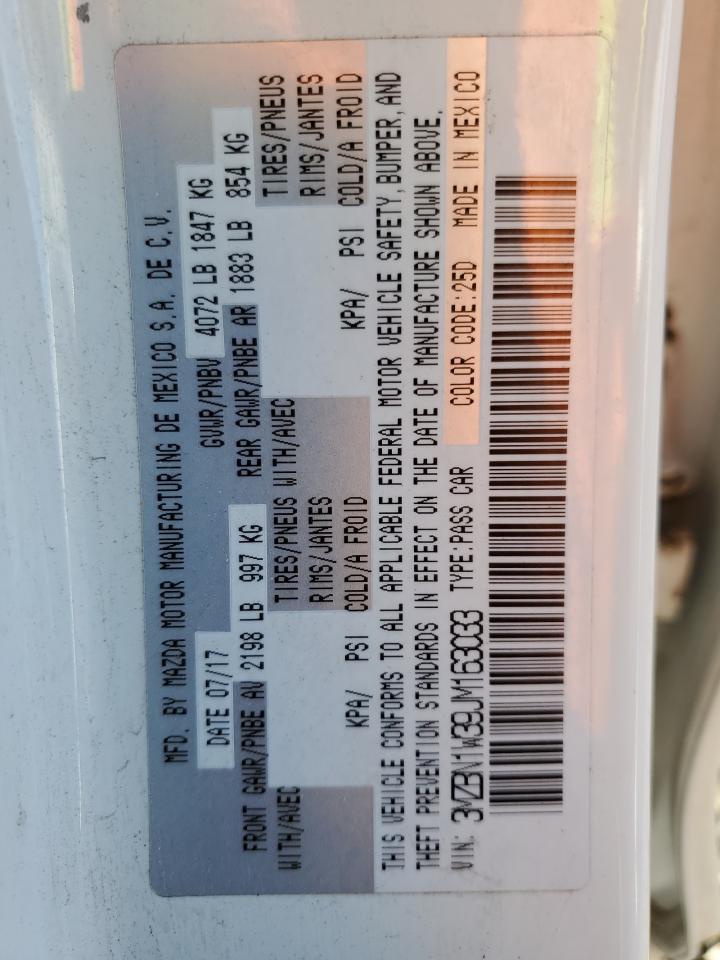 MFD. BY MAZDA MOTOR MANUFACTURING DE MEXICO S.A. DE C.V.
DATE 07/17 GVWR/PNBV 4072 LB 1847 KG
FRONT GAWR/PNBE AV 2198 LB 997 KG REAR GAWR/PNBE AR 1883 LB 854 KG
WITH/AVEC TIRES/PNEUS WITH/AVEC TIRES/PNEUS
RIMS/JANTES RIMS/JANTES
KPA/ PSI COLD/A FROID KPA/ PSI COLD/A FROID
THIS VEHICLE CONFORMS TO ALL APPLICABLE FEDERAL MOTOR VEHICLE SAFETY, BUMPER, AND
THEFT PREVENTION STANDARDS IN EFFECT ON THE DATE OF MANUFACTURE SHOWN ABOVE.
VIN: 3MZBN1W39JM163033 TYPE:PASS CAR COLOR CODE:25D MADE IN MEXICO